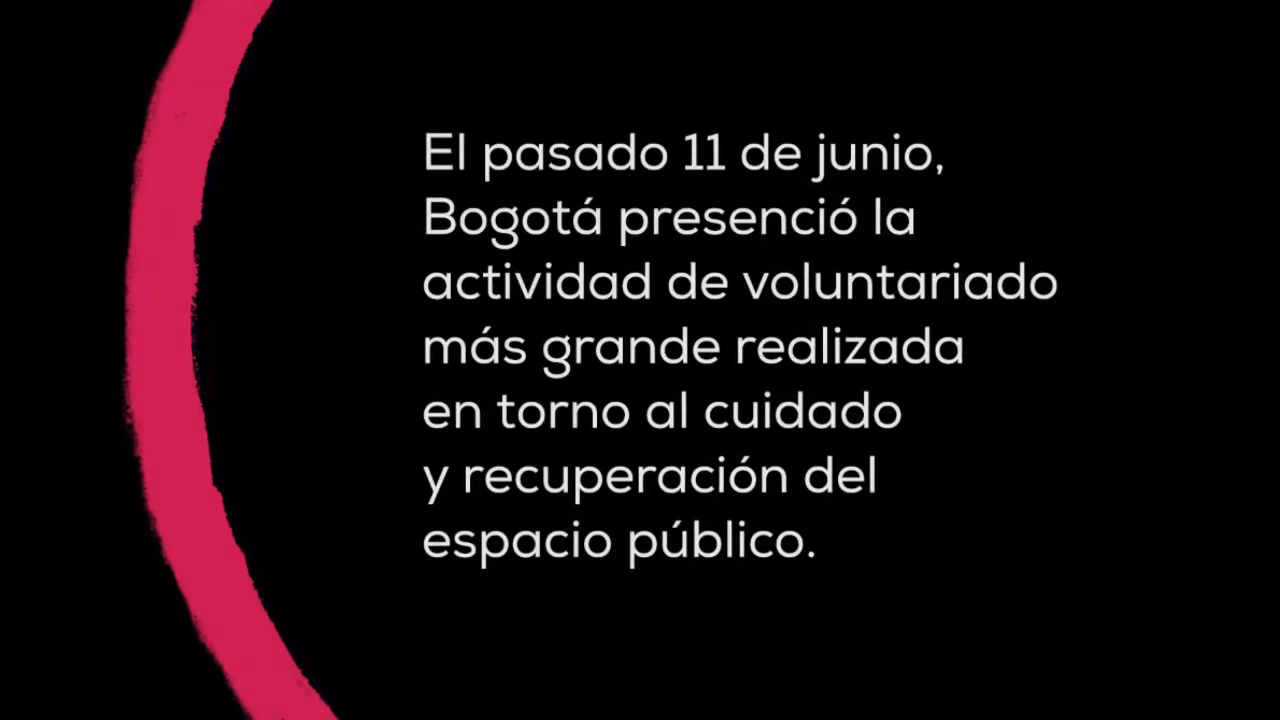 El pasado 11 de junio,
Bogotá presenció la
actividad de voluntariado
más grande realizada
en torno al cuidado
y recuperación del
espacio público.